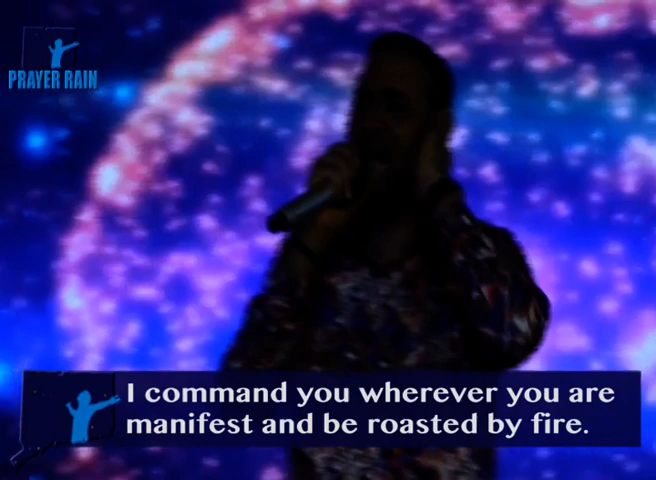 PRAYER RAIN
I command you wherever you are
manifest and be roasted by fire.